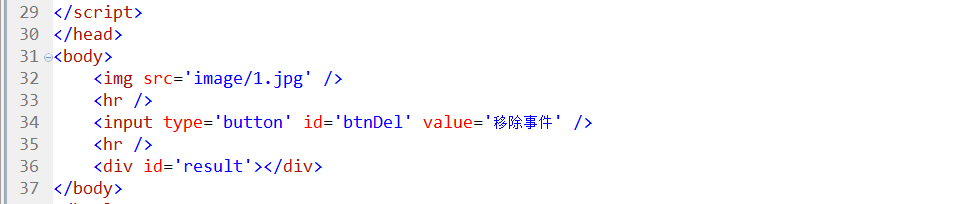 29 </script>
30 </head>
31 <body>
32     <img src='image/1.jpg' />
33     <hr />
34     <input type='button' id='btnDel' value='移除事件' />
35     <hr />
36     <div id='result'></div>
37 </body>